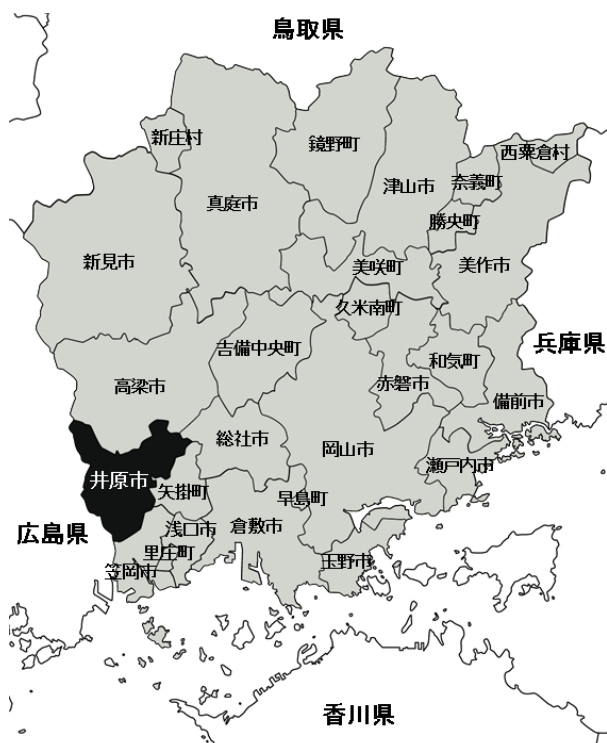 鳥取県
新庄村
鏡野町
西粟倉村
津山市
奈義町
真庭市
勝央町
新見市
美咲町
美作市
久米南町
兵庫県
吉備中央町
和気町
高梁市
赤磐市
備前市
総社市
岡山市
瀬戸内市
井原市
矢掛町
早島町
浅口市
倉敷市
広島県
里庄町
玉野市
笠岡市
香川県